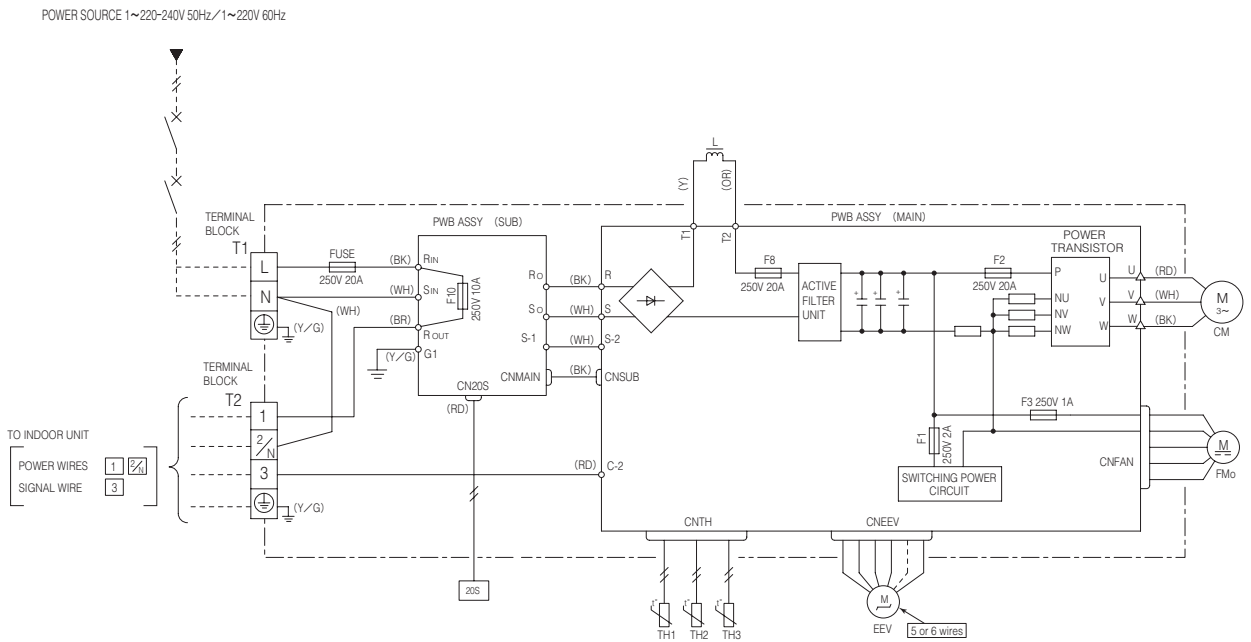 POWER SOURCE 1~220-240V 50Hz/1~220V 60Hz
TERMINAL
BLOCK
T1
L
N
(Y/G)
FUSE
250V 20A
(BK)
(WH)
(WH)
(BR)
(Y/G)
PWB ASSY (SUB)
RIN
SIN
ROUT
G1
F10
250V 10A
RO
SO
S-1
CNMAIN
CN20S
(RD)
(BK)
(WH)
(WH)
(BK)
20S
TERMINAL
BLOCK
T2
1
2/N
3
(Y/G)
TO INDOOR UNIT
POWER WIRES 1 2/N
SIGNAL WIRE 3
L
(Y)
(OR)
T1
T2
PWB ASSY (MAIN)
R
S
S-2
CNSUB
(RD)
C-2
F8
250V 20A
ACTIVE
FILTER
UNIT
+
+
+
F2
250V 20A
POWER
TRANSISTOR
P
NU
NV
NW
U
V
W
U
V
W
(RD)
(WH)
(BK)
M
3~
CM
F3 250V 1A
F1
250V 2A
SWITCHING POWER
CIRCUIT
CNFAN
M
FMo
CNTH
CNEEV
t°
t°
t°
TH1
TH2
TH3
M
EEV
5 or 6 wires